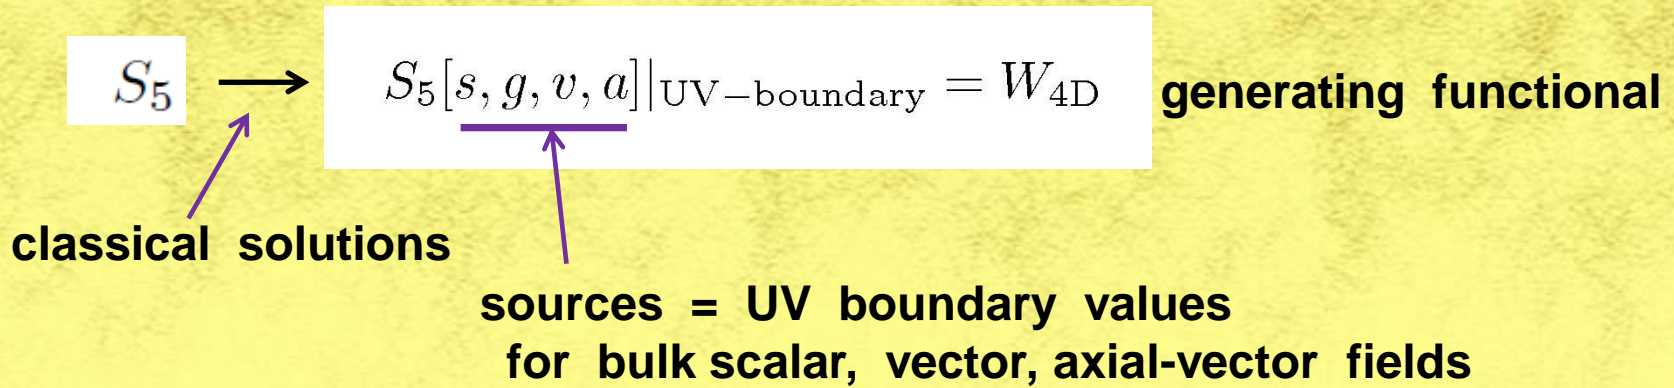 S₅ → S₅[s, g, v, a]|UV−boundary = W₄D generating functional
classical solutions
sources = UV boundary values
for bulk scalar, vector, axial-vector fields